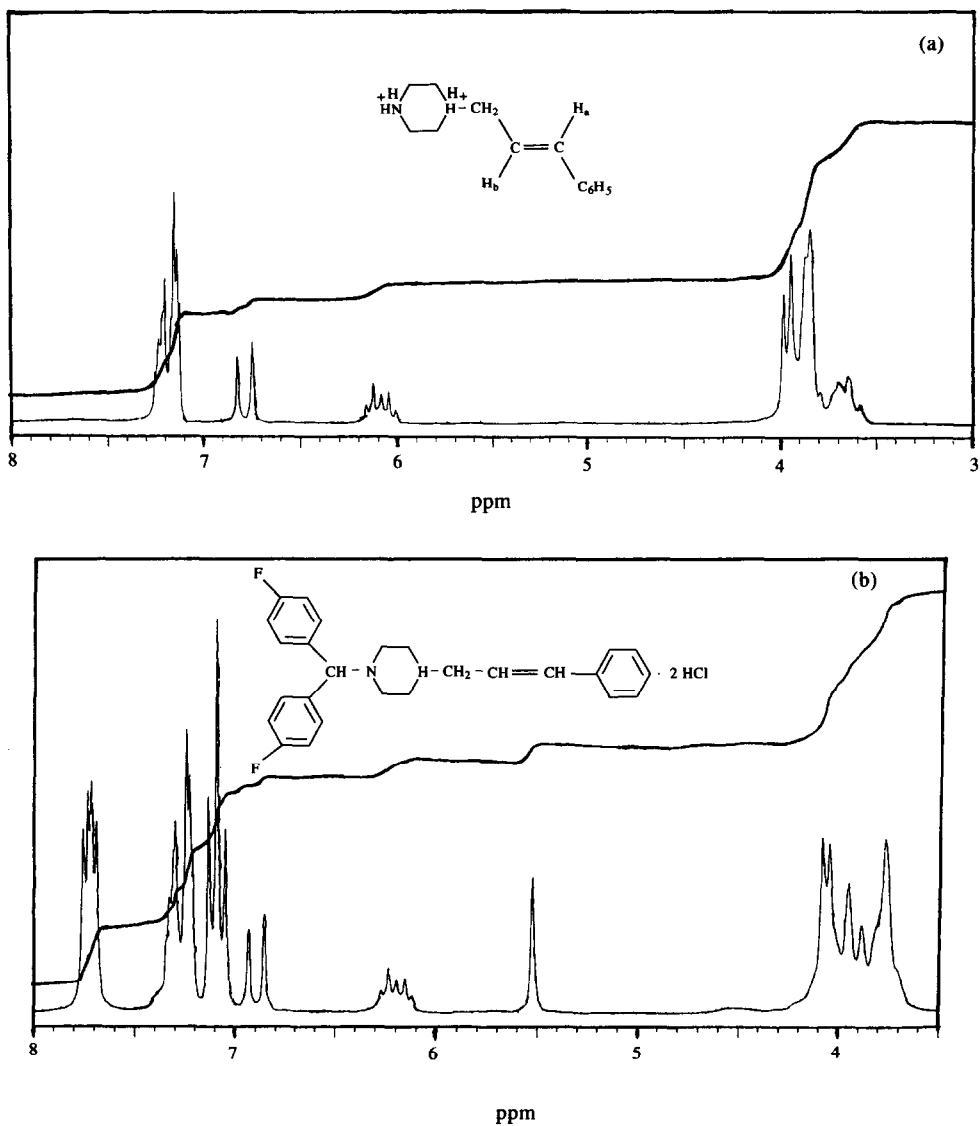 (a)
H H
+ +
HN H-CH₂ Hₐ
C=C
H_b C₆H₅
8 7 6 5 4 3
ppm
(b)
F
CH-N H-CH₂-CH=CH- . 2 HCl
F
8 7 6 5 4
ppm